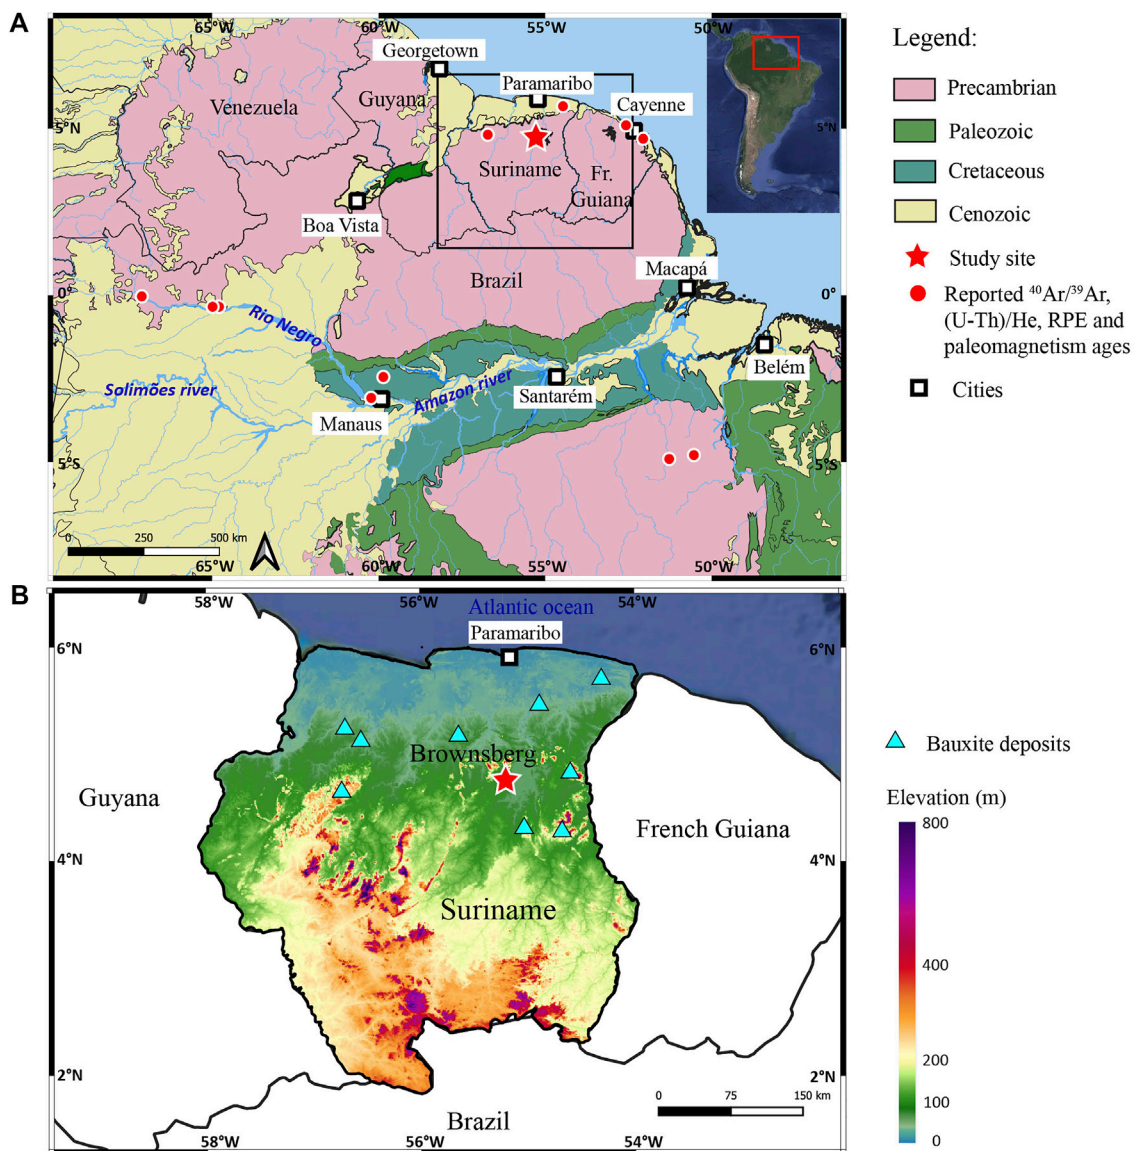 A
65°W
60°W
55°W
50°W
Georgetown
Paramaribo
Cayenne
Venezuela
Guyana
5°N
5°N
Suriname
Fr.
Guiana
Boa Vista
Brazil
Macapá
0°
0°
Rio Negro
Belém
Solimões river
Amazon river
Santarém
Manaus
5°S
5°S
0
250
500 km
65°W
60°W
55°W
50°W
Legend:
Precambrian
Paleozoic
Cretaceous
Cenozoic
Study site
Reported ⁴⁰Ar/³⁹Ar,
(U-Th)/He, RPE and
paleomagnetism ages
Cities
B
58°W
56°W
54°W
Atlantic ocean
Paramaribo
6°N
6°N
Brownsberg
Guyana
French Guiana
4°N
4°N
Suriname
2°N
2°N
0
75
150 km
Brazil
58°W
56°W
54°W
Bauxite deposits
Elevation (m)
800
400
200
100
0